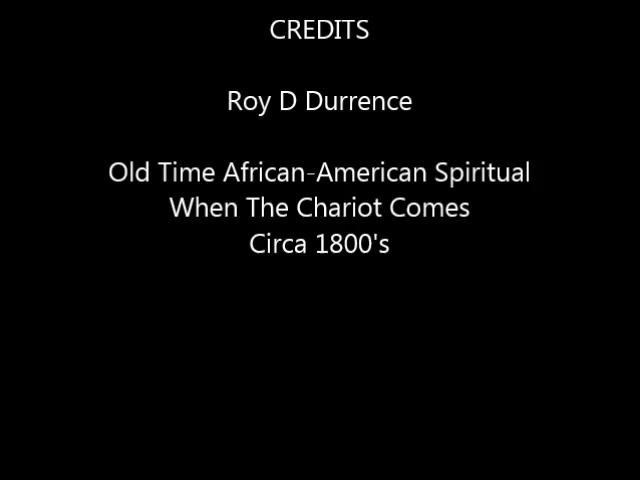 CREDITS
Roy D Durrence
Old Time African-American Spiritual
When The Chariot Comes
Circa 1800's